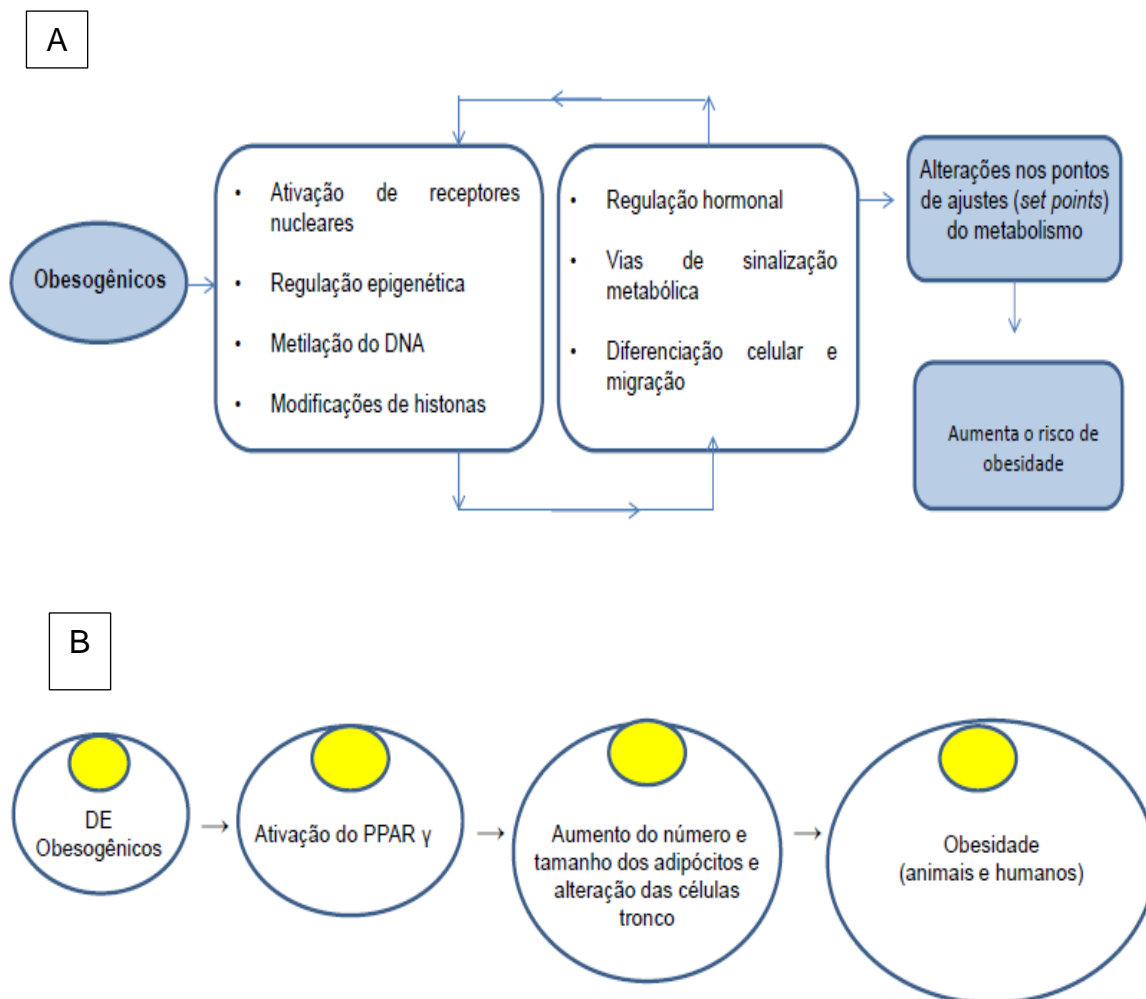 A
Obesogênicos
• Ativação de receptores
nucleares
• Regulação epigenética
• Metilação do DNA
• Modificações de histonas
• Regulação hormonal
• Vias de sinalização
metabólica
• Diferenciação celular e
migração
Alterações nos pontos
de ajustes (set points)
do metabolismo
Aumenta o risco de
obesidade
B
DE
Obesogênicos
→
Ativação do PPAR γ
→
Aumento do número e
tamanho dos adipócitos e
alteração das células
tronco
→
Obesidade
(animais e humanos)